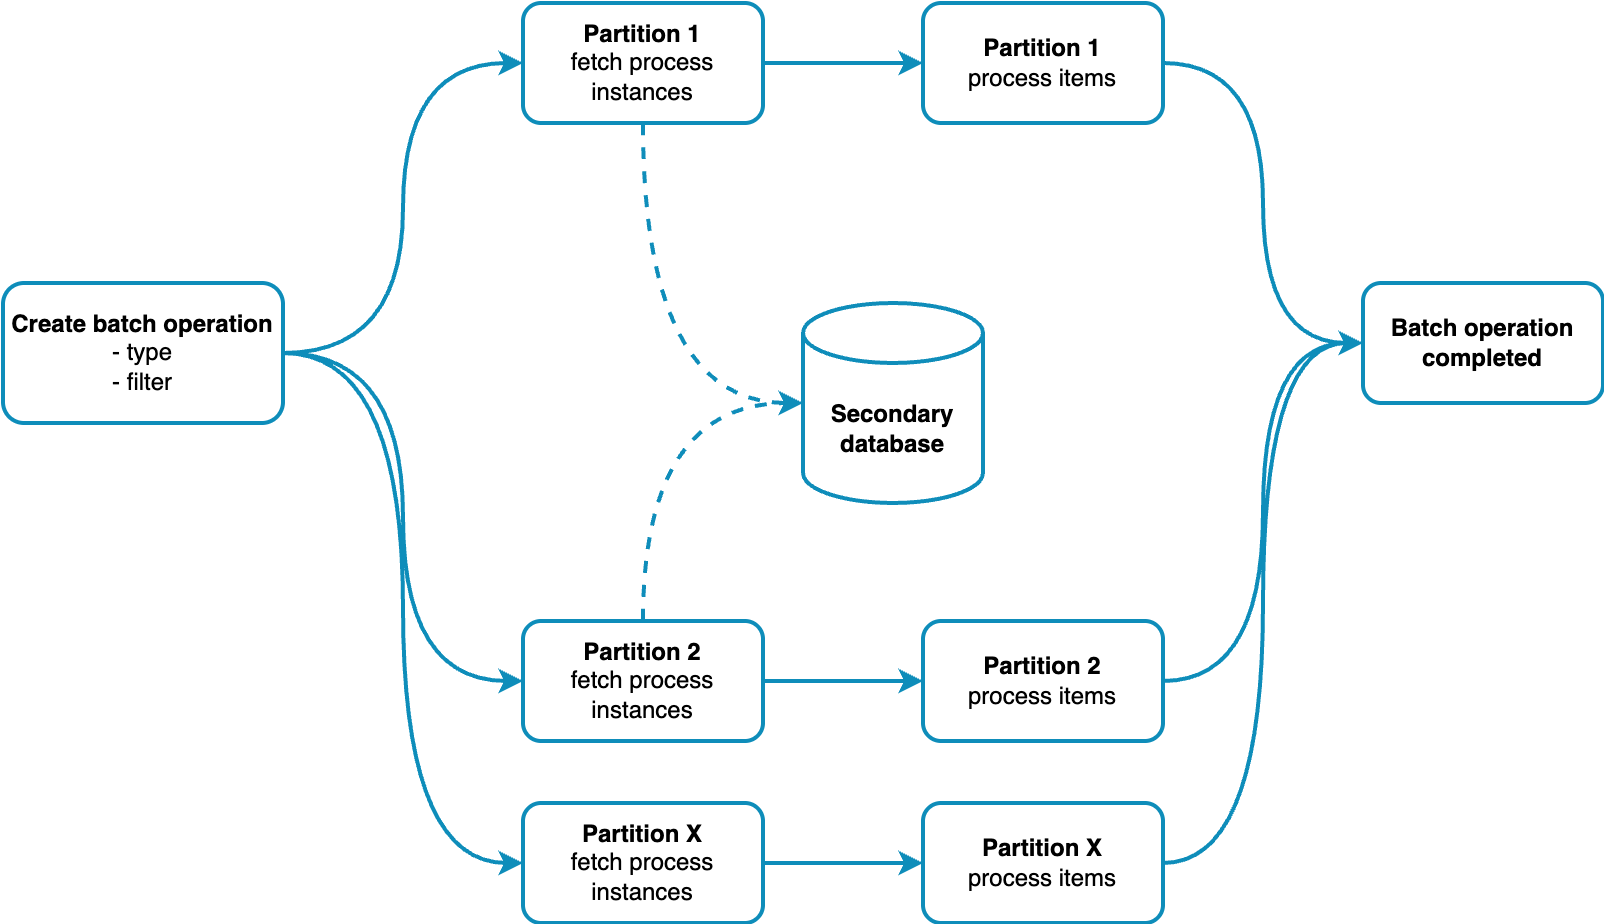 Partition 1
fetch process
instances
Partition 1
process items
Create batch operation
- type
- filter
Secondary
database
Batch operation
completed
Partition 2
fetch process
instances
Partition 2
process items
Partition X
fetch process
instances
Partition X
process items